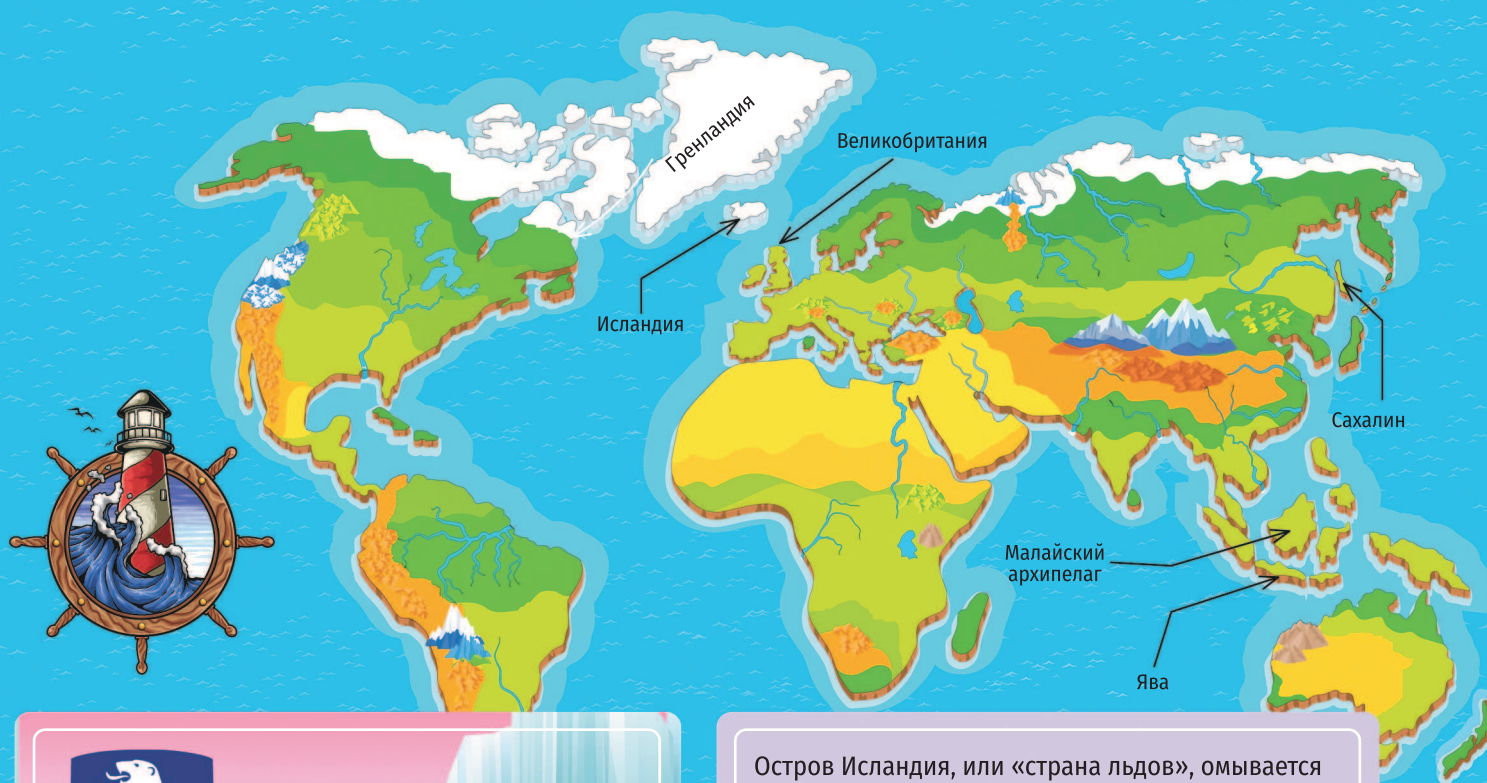 Гренландия
Великобритания
Исландия
Сахалин
Малайский
архипелаг
Ява
Остров Исландия, или «страна льдов», омывается